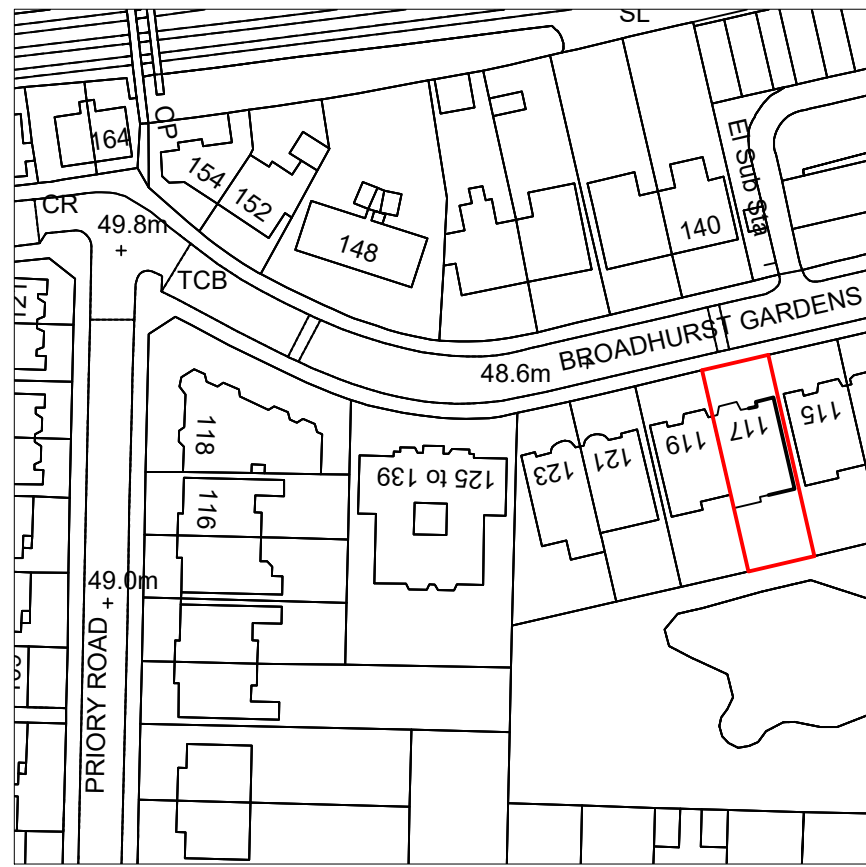 SL
OP
164
154
152
El Sub Sta
CR
49.8m
148
140
TCB
BROADHURST GARDENS
48.6m
118
125 to 139
123
121
119
117
115
116
49.0m
PRIORY ROAD